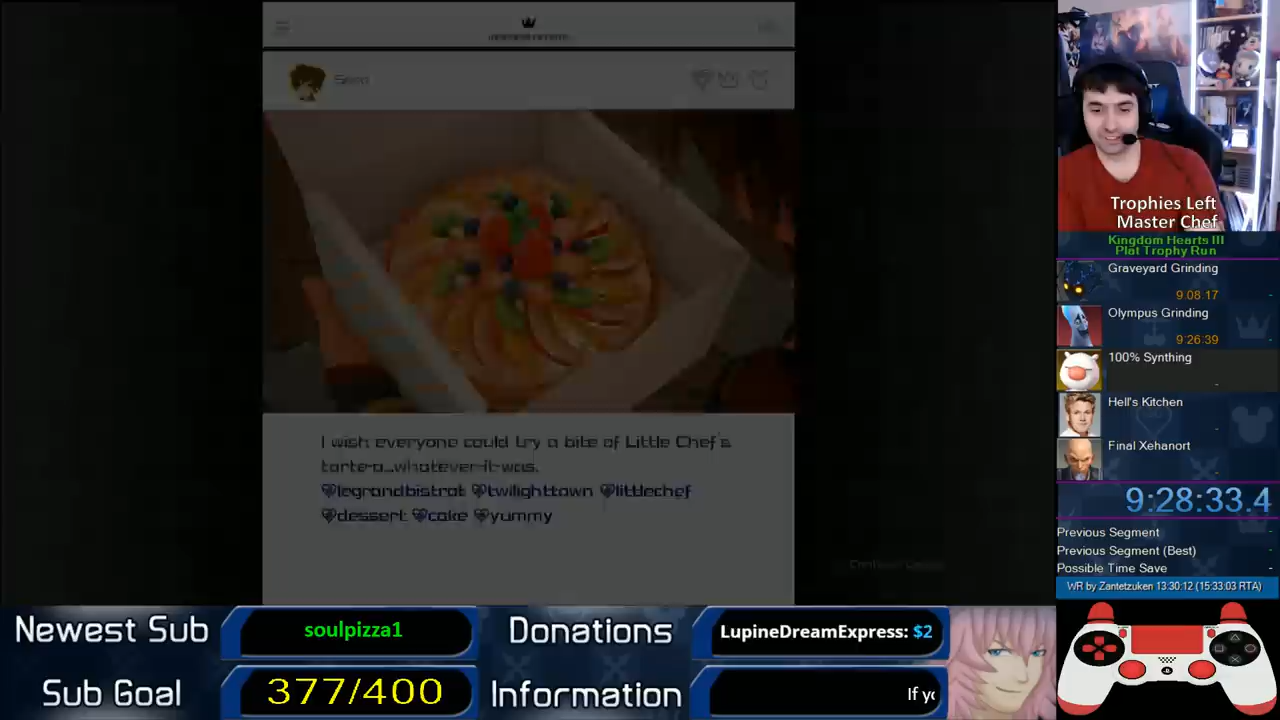 Sora
I wish everyone could try a bite of Little Chef's
tarte-a...whatever-it-was.
legrandbistrot twilighttown littlechef
dessert cake yummy
Trophies Left
Master Chef
Kingdom Hearts III
Plat Trophy Run
Graveyard Grinding
9:08:17 -
Olympus Grinding
9:26:39 -
100% Synthing
-
Hell's Kitchen
-
Final Xehanort
-
9:28:33.4
Previous Segment -
Previous Segment (Best) -
Possible Time Save -
WR by Zantetzuken 13:30:12 (15:33:03 RTA)
Newest Sub
soulpizza1
Donations
LupineDreamExpress: $2
Sub Goal
377/400
Information
If